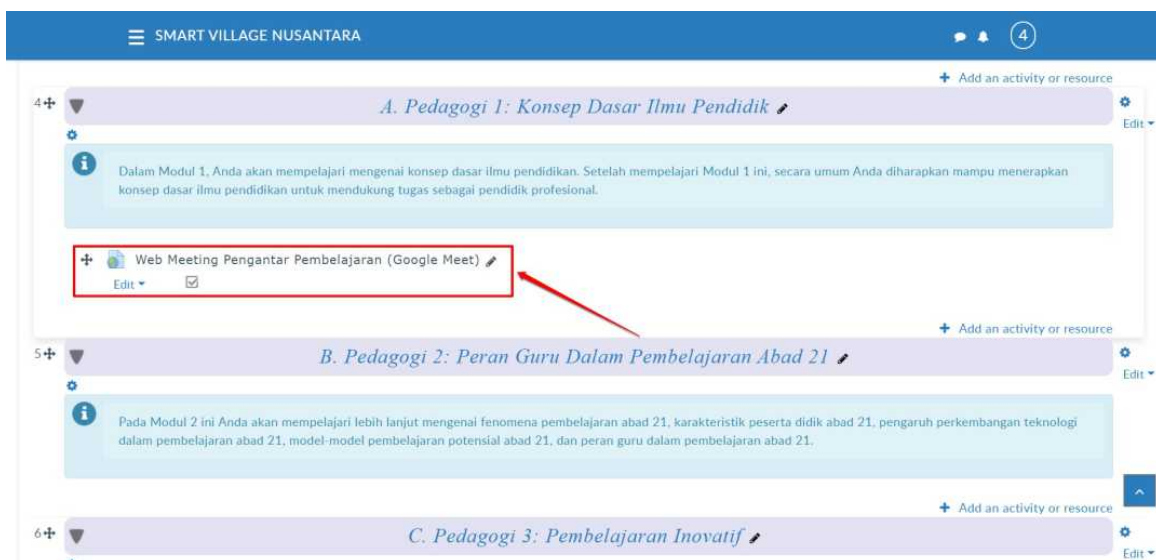 SMART VILLAGE NUSANTARA
4
Add an activity or resource
4
A. Pedagogi 1: Konsep Dasar Ilmu Pendidik
Edit
Dalam Modul 1, Anda akan mempelajari mengenai konsep dasar ilmu pendidikan. Setelah mempelajari Modul 1 ini, secara umum Anda diharapkan mampu menerapkan
konsep dasar ilmu pendidikan untuk mendukung tugas sebagai pendidik profesional.
Web Meeting Pengantar Pembelajaran (Google Meet)
Edit
Add an activity or resource
5
B. Pedagogi 2: Peran Guru Dalam Pembelajaran Abad 21
Edit
Pada Modul 2 ini Anda akan mempelajari lebih lanjut mengenai fenomena pembelajaran abad 21, karakteristik peserta didik abad 21, pengaruh perkembangan teknologi
dalam pembelajaran abad 21, model-model pembelajaran potensial abad 21, dan peran guru dalam pembelajaran abad 21.
Add an activity or resource
6
C. Pedagogi 3: Pembelajaran Inovatif
Edit